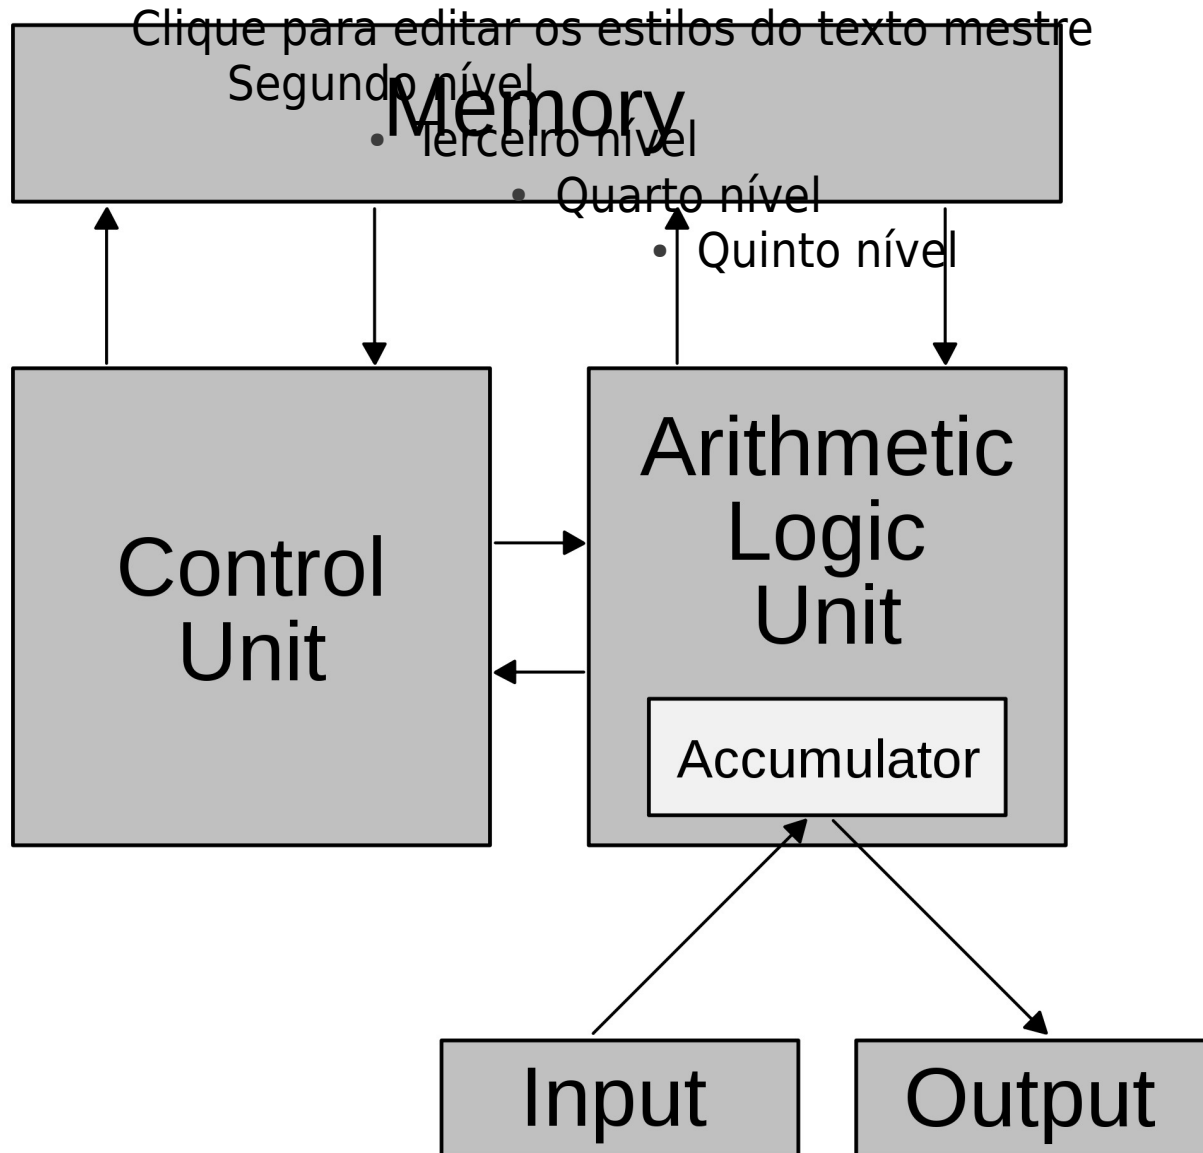 Clique para editar os estilos do texto mestre
Segundo nível
Memory
• Terceiro nível
• Quarto nível
• Quinto nível
Control
Unit
Arithmetic
Logic
Unit
Accumulator
Input
Output